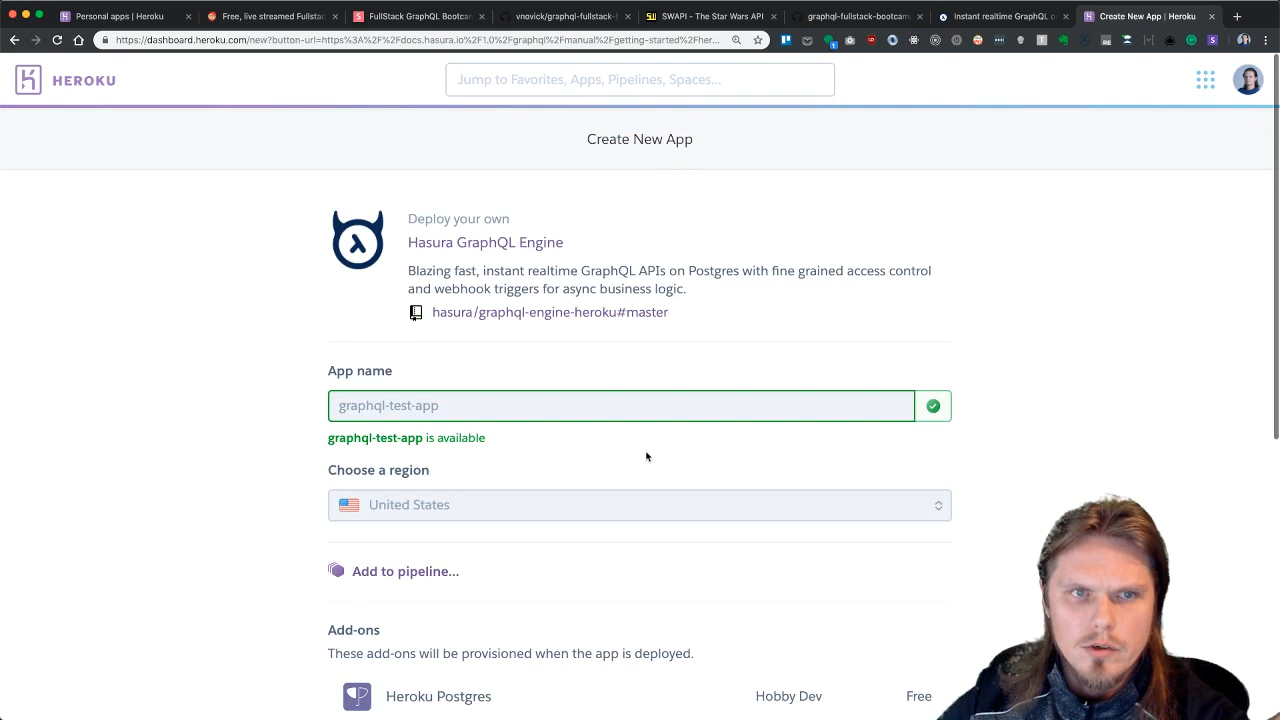 Personal apps | Heroku
Free, live streamed Fullsta
FullStack GraphQL Bootcar
vnovick/graphql-fullstack-
SWAPI - The Star Wars API
graphql-fullstack-bootcam
Instant realtime GraphQL o
Create New App | Heroku
https://dashboard.heroku.com/new?button-url=https%3A%2F%2Fdocs.hasura.io%2F1.0%2Fgraphql%2Fmanual%2Fgetting-started%2Fher...
HEROKU
Jump to Favorites, Apps, Pipelines, Spaces...
Create New App
Deploy your own
Hasura GraphQL Engine
Blazing fast, instant realtime GraphQL APIs on Postgres with fine grained access control
and webhook triggers for async business logic.
hasura/graphql-engine-heroku#master
App name
graphql-test-app
graphql-test-app is available
Choose a region
United States
Add to pipeline...
Add-ons
These add-ons will be provisioned when the app is deployed.
Heroku Postgres Hobby Dev Free